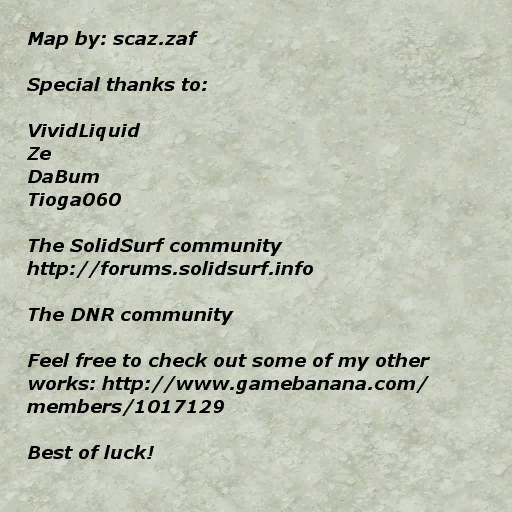 Map by: scaz.zaf
Special thanks to:
VividLiquid
Ze
DaBum
Tioga060
The SolidSurf community
http://forums.solidsurf.info
The DNR community
Feel free to check out some of my other
works: http://www.gamebanana.com/
members/1017129
Best of luck!